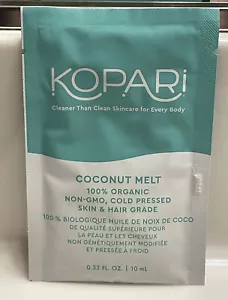 KOPARI
Cleaner Than Clean Skincare for Every Body
COCONUT MELT
100% ORGANIC
NON-GMO, COLD PRESSED
SKIN & HAIR GRADE
100 % BIOLOGIQUE HUILE DE NOIX DE COCO
DE QUALITÉ SUPÉRIEURE POUR
LA PEAU ET LES CHEVEUX
NON GÉNÉTIQUEMENT MODIFIÉE
ET PRESSÉE À FROID
0.33 FL. OZ. | 10 mL